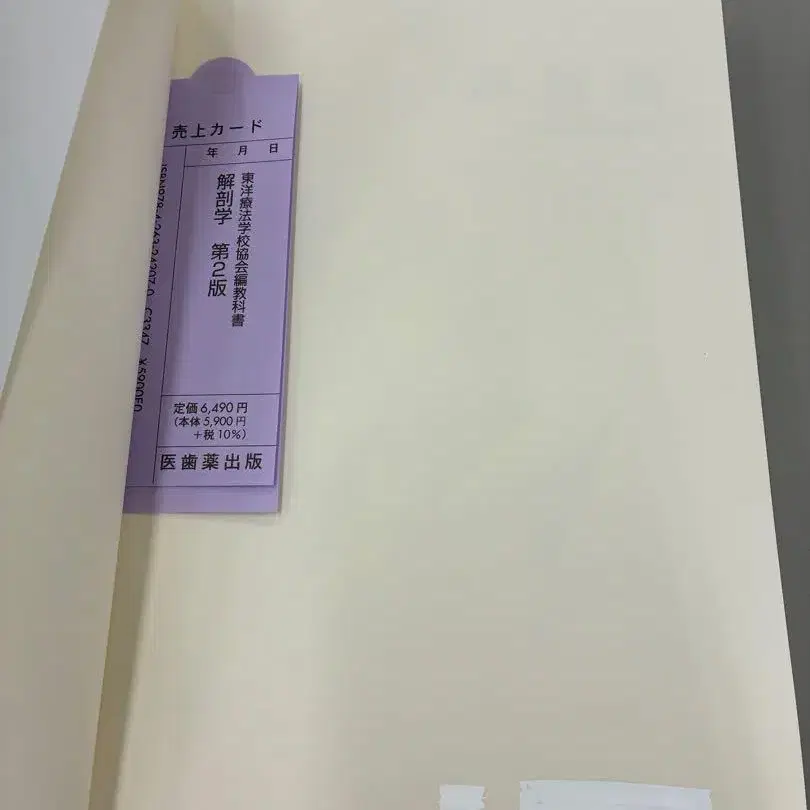 売上カード
年 月 日
東洋療法学校協会編教科書
解剖学 第2版
定価 6,490 円
(本体 5,900 円
+税 10%)
医歯薬出版